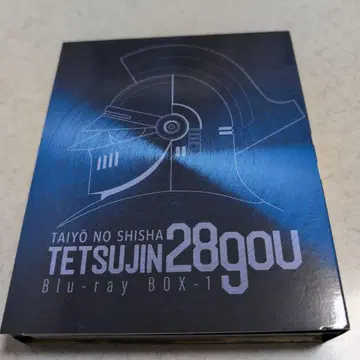 TAIYŌ NO SHISHA
TETSUJIN 28gou
Blu-ray BOX-1